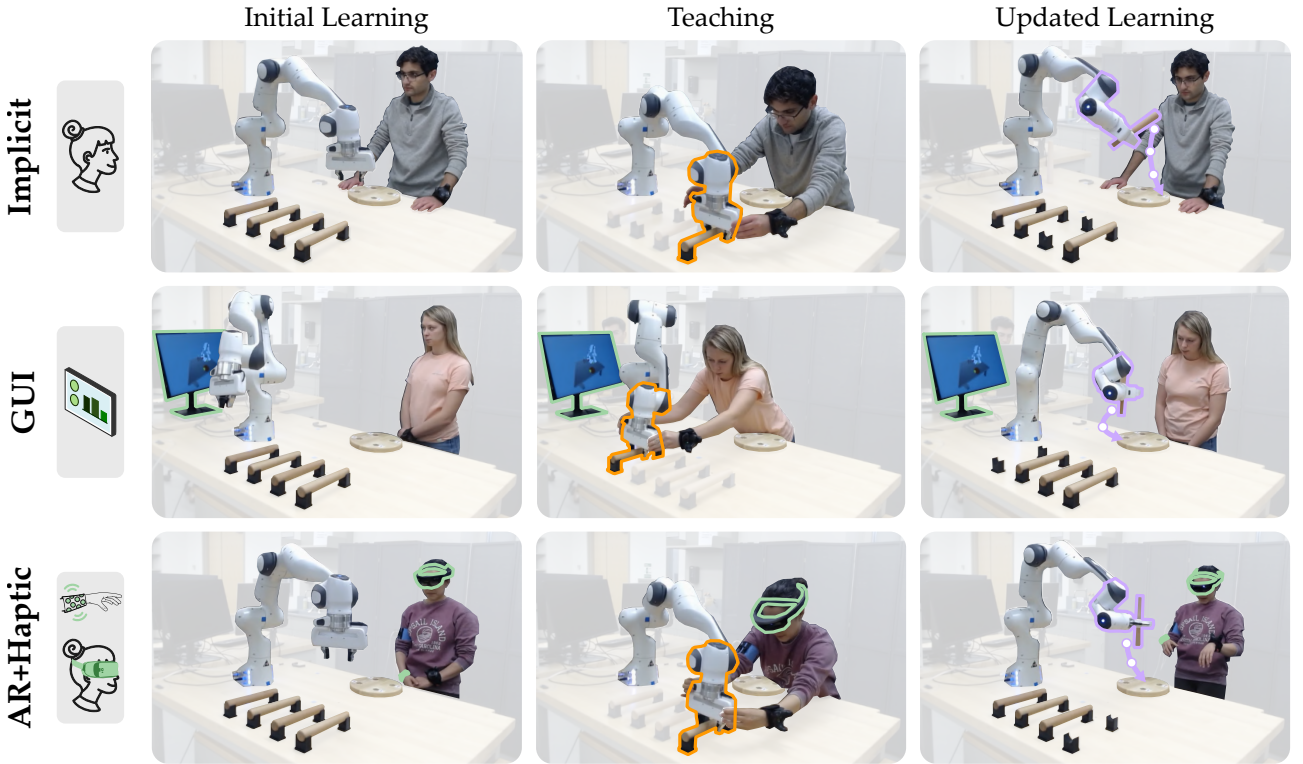 Initial Learning
Teaching
Updated Learning
Implicit
GUI
AR+Haptic